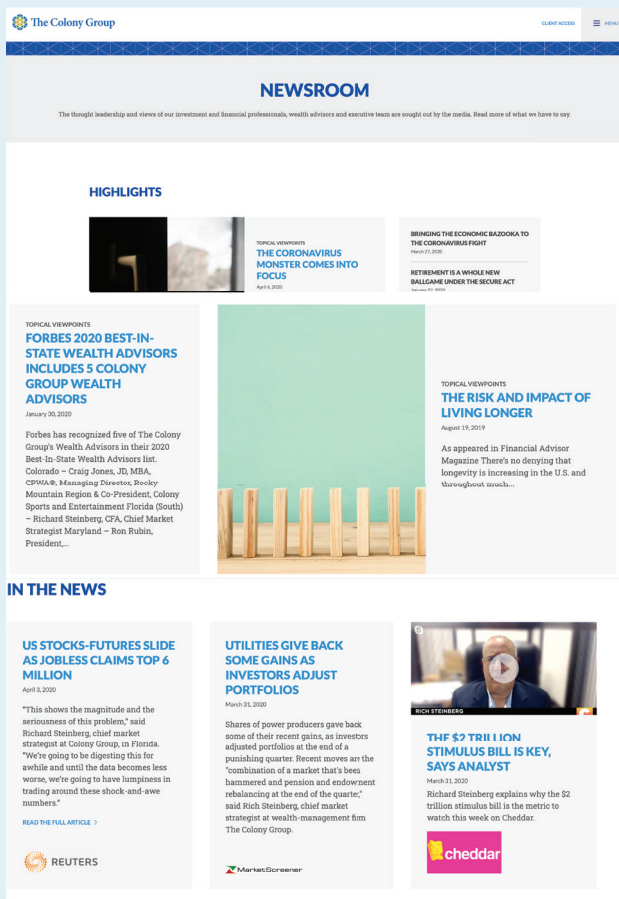 The Colony Group
CLIENT ACCESS
MENU
NEWSROOM
The thought leadership and views of our investment and financial professionals, wealth advisors and executive team are sought out by the media. Read more of what we have to say.
HIGHLIGHTS
TOPICAL VIEWPOINTS
THE CORONAVIRUS
MONSTER COMES INTO
FOCUS
April 6, 2020
BRINGING THE ECONOMIC BAZOOKA TO
THE CORONAVIRUS FIGHT
March 27, 2020
RETIREMENT IS A WHOLE NEW
BALLGAME UNDER THE SECURE ACT
TOPICAL VIEWPOINTS
FORBES 2020 BEST-IN-
STATE WEALTH ADVISORS
INCLUDES 5 COLONY
GROUP WEALTH
ADVISORS
January 30, 2020
Forbes has recognized five of The Colony
Group's Wealth Advisors in their 2020
Best-In-State Wealth Advisors list.
Colorado – Craig Jones, JD, MBA,
CPWA®, Managing Director, Rocky
Mountain Region & Co-President, Colony
Sports and Entertainment Florida (South)
– Richard Steinberg, CFA, Chief Market
Strategist Maryland – Ron Rubin,
President,...
TOPICAL VIEWPOINTS
THE RISK AND IMPACT OF
LIVING LONGER
August 19, 2019
As appeared in Financial Advisor
Magazine There's no denying that
longevity is increasing in the U.S. and
throughout much...
IN THE NEWS
US STOCKS-FUTURES SLIDE
AS JOBLESS CLAIMS TOP 6
MILLION
April 3, 2020
"This shows the magnitude and the
seriousness of this problem," said
Richard Steinberg, chief market
strategist at Colony Group, in Florida.
"We're going to be digesting this for
awhile and until the data becomes less
worse, we're going to have lumpiness in
trading around these shock-and-awe
numbers."
READ THE FULL ARTICLE >
REUTERS
UTILITIES GIVE BACK
SOME GAINS AS
INVESTORS ADJUST
PORTFOLIOS
March 31, 2020
Shares of power producers gave back
some of their recent gains, as investors
adjusted portfolios at the end of a
punishing quarter. Recent moves are the
"combination of a market that's been
hammered and pension and endowment
rebalancing at the end of the quarter,"
said Rich Steinberg, chief market
strategist at wealth-management firm
The Colony Group.
MarketScreener
RICH STEINBERG
THE $2 TRILLION
STIMULUS BILL IS KEY,
SAYS ANALYST
March 31, 2020
Richard Steinberg explains why the $2
trillion stimulus bill is the metric to
watch this week on Cheddar.
cheddar